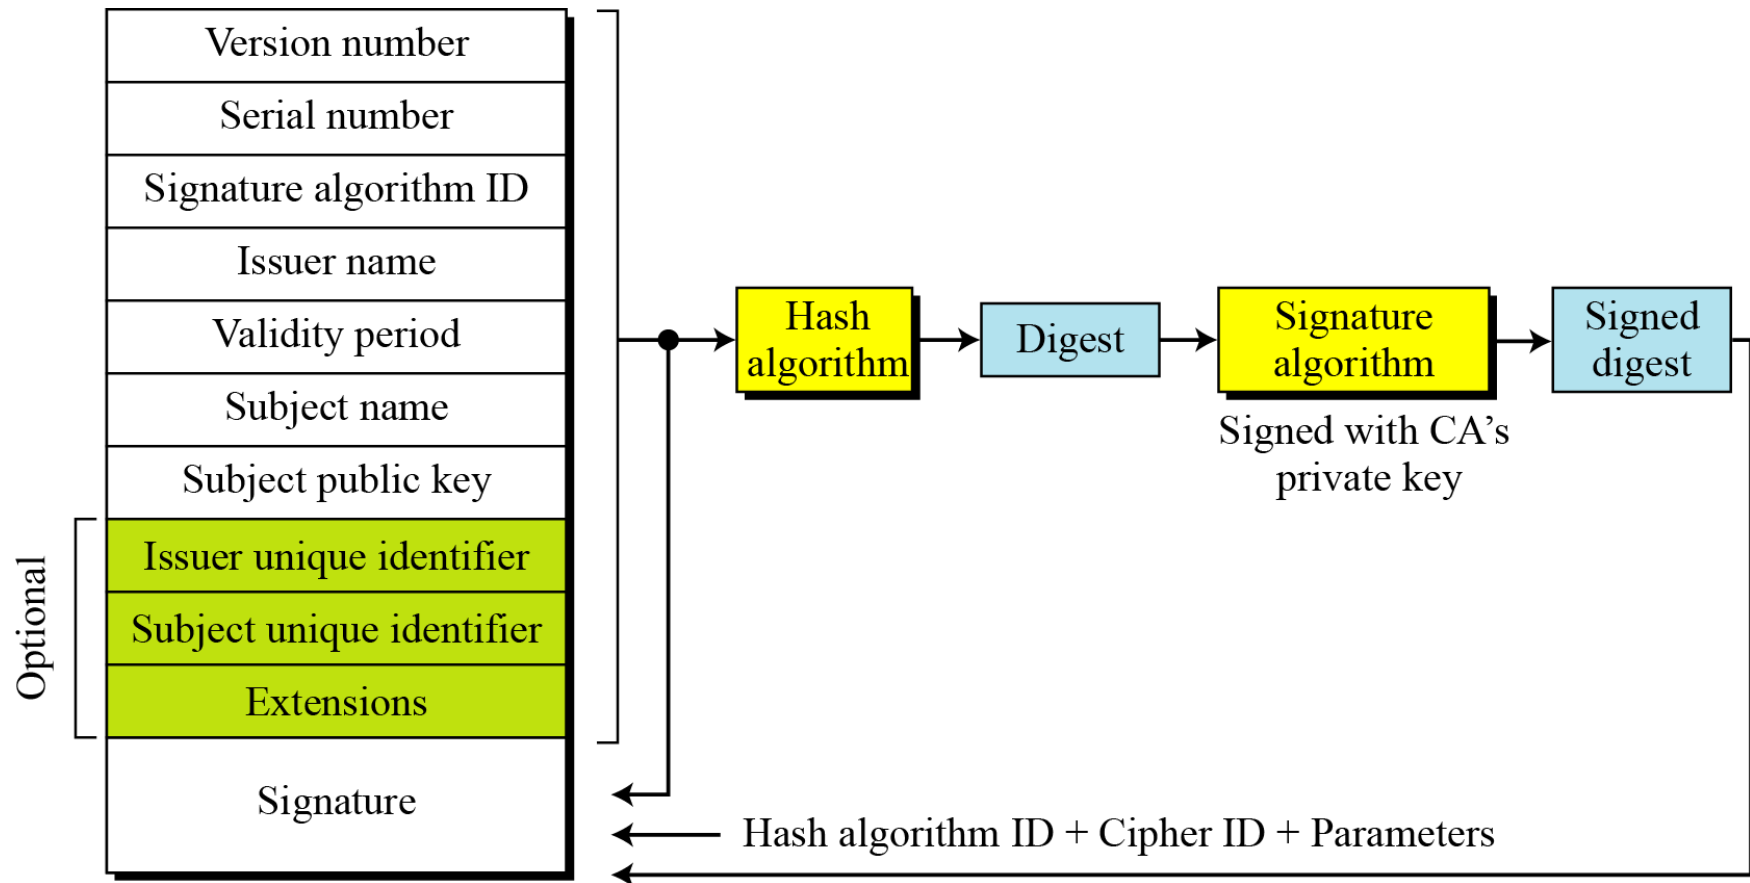 Version number
Serial number
Signature algorithm ID
Issuer name
Validity period
Subject name
Subject public key
Optional
Issuer unique identifier
Subject unique identifier
Extensions
Signature
Hash
algorithm
Digest
Signature
algorithm
Signed with CA’s
private key
Signed
digest
Hash algorithm ID + Cipher ID + Parameters